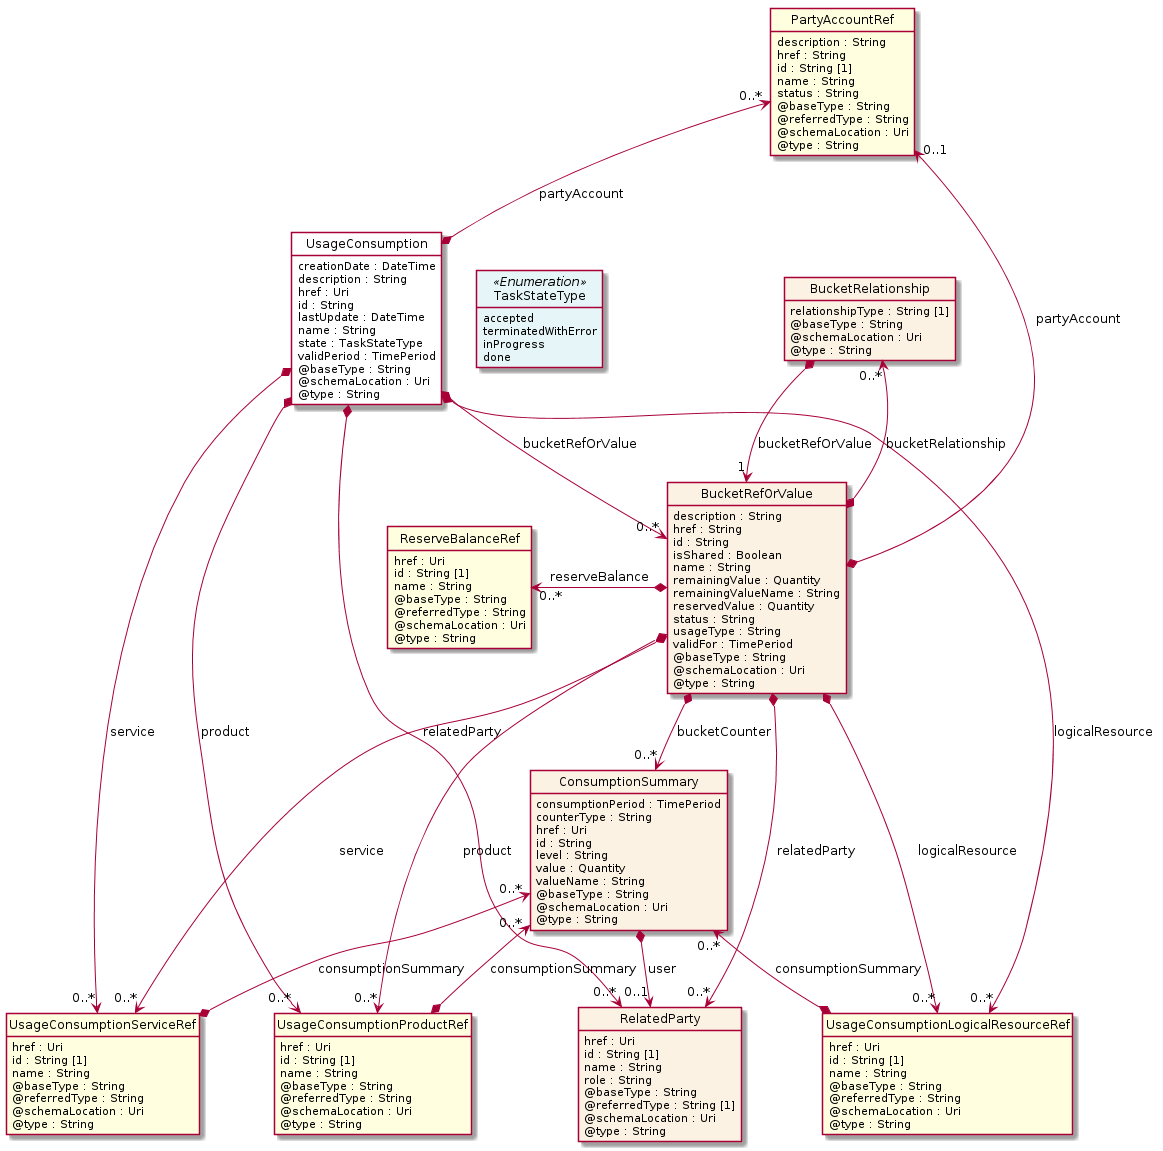 PartyAccountRef
description : String
href : String
id : String [1]
name : String
status : String
@baseType : String
@referredType : String
@schemaLocation : Uri
@type : String
0..*
0..1
partyAccount
UsageConsumption
creationDate : DateTime
description : String
href : Uri
id : String
lastUpdate : DateTime
name : String
state : TaskStateType
validPeriod : TimePeriod
@baseType : String
@schemaLocation : Uri
@type : String
«Enumeration»
TaskStateType
accepted
terminatedWithError
inProgress
done
BucketRelationship
relationshipType : String [1]
@baseType : String
@schemaLocation : Uri
@type : String
partyAccount
0..*
bucketRefOrValue
bucketRefOrValue
bucketRelationship
1
0..*
BucketRefOrValue
description : String
href : String
id : String
isShared : Boolean
name : String
remainingValue : Quantity
remainingValueName : String
reservedValue : Quantity
status : String
usageType : String
validFor : TimePeriod
@baseType : String
@schemaLocation : Uri
@type : String
ReserveBalanceRef
href : Uri
id : String [1]
name : String
@baseType : String
@referredType : String
@schemaLocation : Uri
@type : String
reserveBalance
0..*
service
product
relatedParty
bucketCounter
logicalResource
0..*
ConsumptionSummary
consumptionPeriod : TimePeriod
counterType : String
href : Uri
id : String
level : String
value : Quantity
valueName : String
@baseType : String
@schemaLocation : Uri
@type : String
service
product
relatedParty
logicalResource
0..*
0..*
0..*
consumptionSummary
consumptionSummary
user
consumptionSummary
0..*
0..*
0..*
0..*
0..*
0..1
0..*
0..*
0..*
UsageConsumptionServiceRef
href : Uri
id : String [1]
name : String
@baseType : String
@referredType : String
@schemaLocation : Uri
@type : String
UsageConsumptionProductRef
href : Uri
id : String [1]
name : String
@baseType : String
@referredType : String
@schemaLocation : Uri
@type : String
RelatedParty
href : Uri
id : String [1]
name : String
role : String
@baseType : String
@referredType : String [1]
@schemaLocation : Uri
@type : String
UsageConsumptionLogicalResourceRef
href : Uri
id : String [1]
name : String
@baseType : String
@referredType : String
@schemaLocation : Uri
@type : String